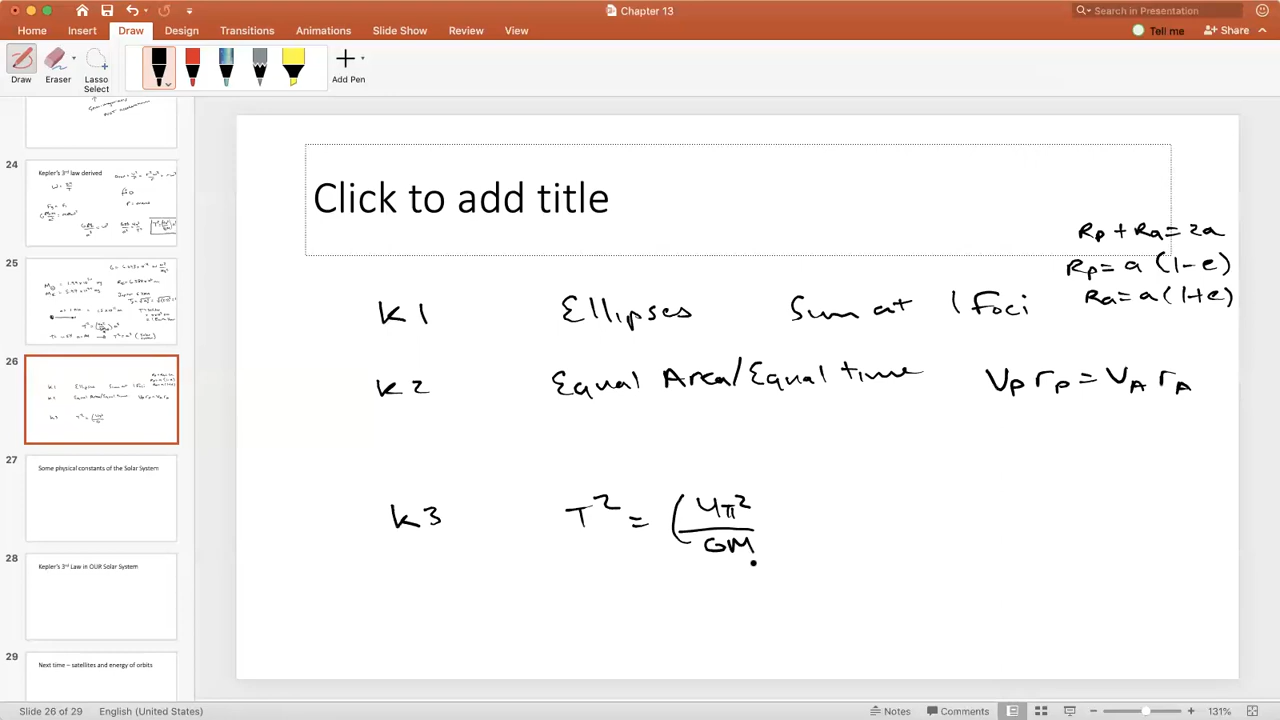 Chapter 13
Search in Presentation
Home Insert Draw Design Transitions Animations Slide Show Review View Tell me Share
Draw Eraser Lasso Select Add Pen
24
Kepler's 3rd law derived
25
26
27
Some physical constants of the Solar System
28
Kepler's 3rd Law in OUR Solar System
29
Next time – satellites and energy of orbits
Click to add title
Rp + Ra = 2a
Rp = a (1-e)
Ra = a (1+e)
K1 Ellipses Sun at 1 Foci
K2 Equal Area/Equal time Vp rp = VA rA
K3 T² = (4π²/GM
Slide 26 of 29 English (United States) Notes Comments 131%